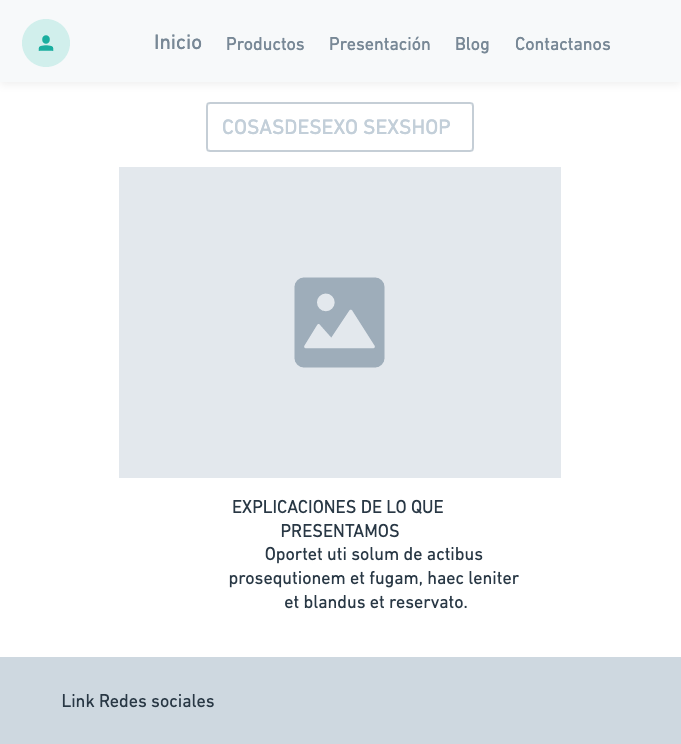 Inicio Productos Presentación Blog Contactanos
COSASDESEXO SEXSHOP
EXPLICACIONES DE LO QUE
PRESENTAMOS
Oportet uti solum de actibus
prosequtionem et fugam, haec leniter
et blandus et reservato.
Link Redes sociales